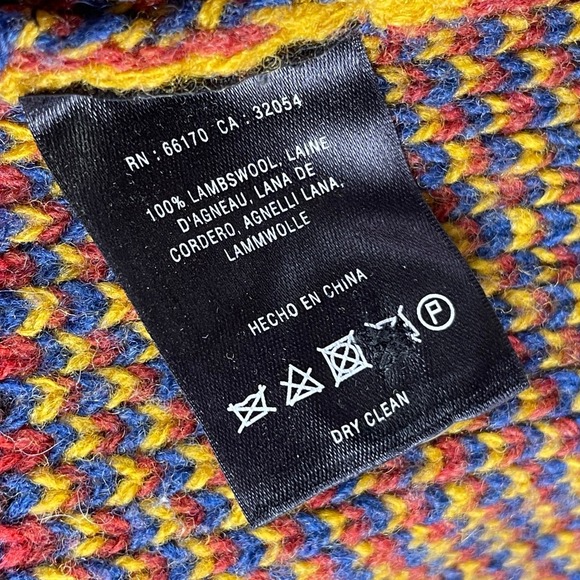 RN : 66170 CA : 32054
100% LAMBSWOOL, LAINE
D'AGNEAU, LANA DE
CORDERO, AGNELLI LANA,
LAMMWOLLE
HECHO EN CHINA
P
DRY CLEAN